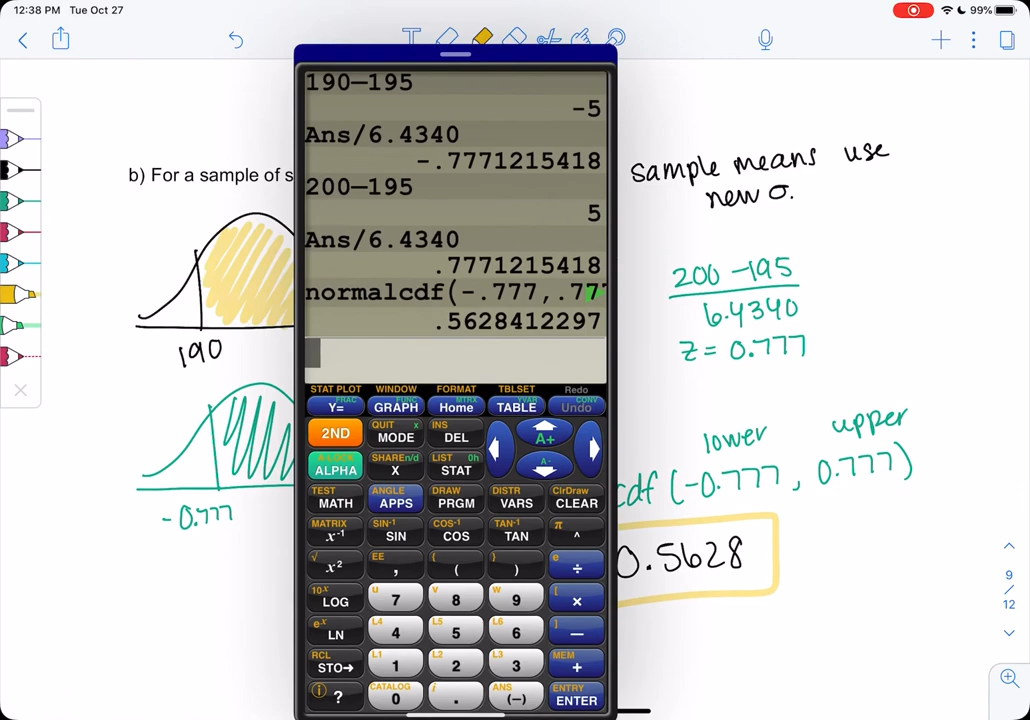 12:38 PM Tue Oct 27
99%
b) For a sample of s
sample means use
new σ.
190
-0.777
200 - 195
6.4340
z = 0.777
lower upper
cdf (-0.777, 0.777)
0.5628
9
/
12
190−195
-5
Ans/6.4340
-.7771215418
200−195
5
Ans/6.4340
.7771215418
normalcdf(-.777,.77
.5628412297
STAT PLOT WINDOW FORMAT TBLSET Redo
Y= GRAPH Home TABLE Undo
2ND QUIT x MODE INS DEL A+
A-LOCK ALPHA SHARE n/d X LIST 0h STAT A-
TEST MATH ANGLE APPS DRAW PRGM DISTR VARS ClrDraw CLEAR
MATRIX x⁻¹ SIN⁻¹ SIN COS⁻¹ COS TAN⁻¹ TAN π ^
√ x² EE , { ( } ) e ÷
10ˣ LOG u 7 v 8 w 9 [ ×
eˣ LN L4 4 L5 5 L6 6 ] −
RCL STO→ L1 1 L2 2 L3 3 MEM +
? CATALOG 0 i . ANS (−) ENTRY ENTER